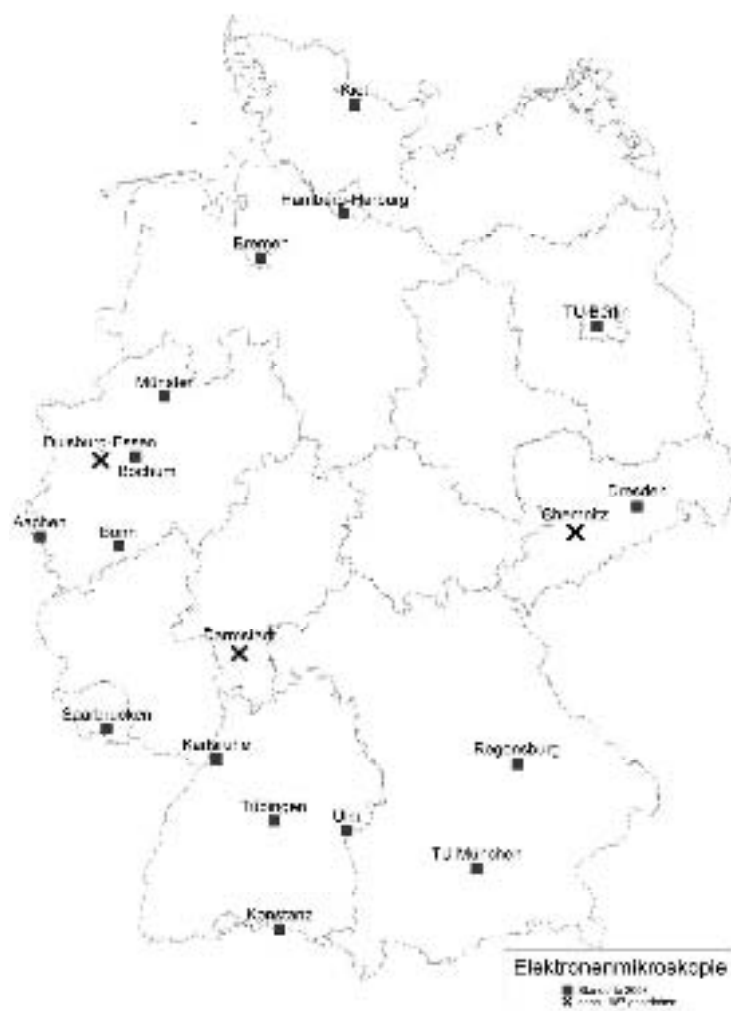 Kiel
Hamburg-Harburg
Bremen
TU Berlin
Münster
Duisburg-Essen
Bochum
Dresden
Chemnitz
Aachen
Bonn
Darmstadt
Saarbrücken
Karlsruhe
Regensburg
Tübingen
Ulm
TU München
Konstanz
Elektronenmikroskopie